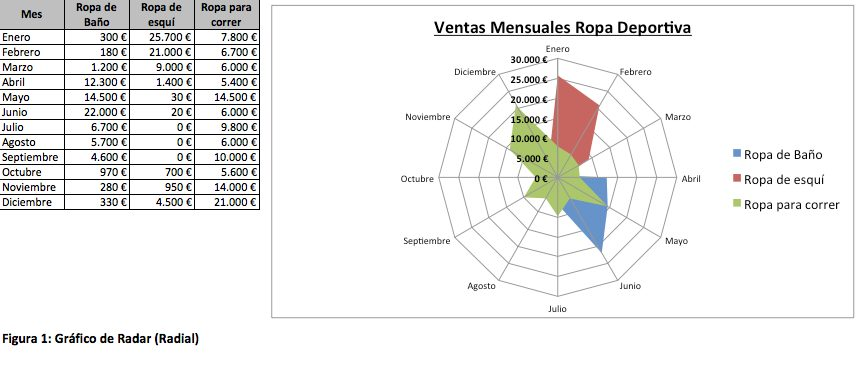 Mes Ropa de Baño Ropa de esquí Ropa para correr
Enero 300 € 25.700 € 7.800 €
Febrero 180 € 21.000 € 6.700 €
Marzo 1.200 € 9.000 € 6.000 €
Abril 12.300 € 1.400 € 5.400 €
Mayo 14.500 € 30 € 14.500 €
Junio 22.000 € 20 € 6.000 €
Julio 6.700 € 0 € 9.800 €
Agosto 5.700 € 0 € 6.000 €
Septiembre 4.600 € 0 € 10.000 €
Octubre 970 € 700 € 5.600 €
Noviembre 280 € 950 € 14.000 €
Diciembre 330 € 4.500 € 21.000 €
Ventas Mensuales Ropa Deportiva
Enero
Febrero
Marzo
Abril
Mayo
Junio
Julio
Agosto
Septiembre
Octubre
Noviembre
Diciembre
30.000 €
25.000 €
20.000 €
15.000 €
10.000 €
5.000 €
0 €
Ropa de Baño
Ropa de esquí
Ropa para correr
Figura 1: Gráfico de Radar (Radial)